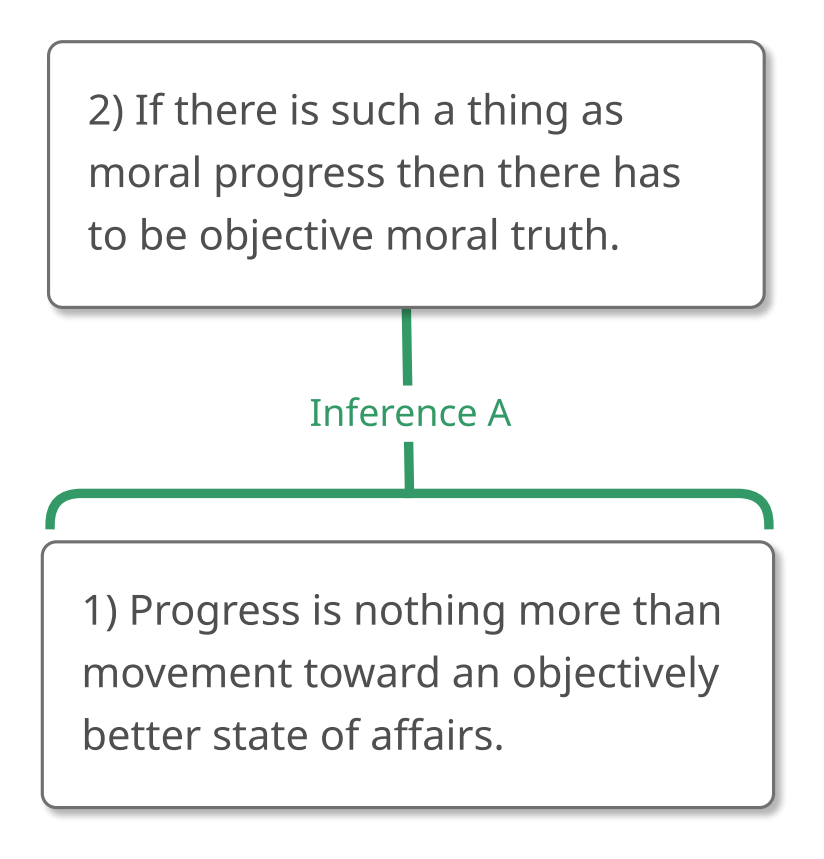 2) If there is such a thing as
moral progress then there has
to be objective moral truth.
Inference A
1) Progress is nothing more than
movement toward an objectively
better state of affairs.